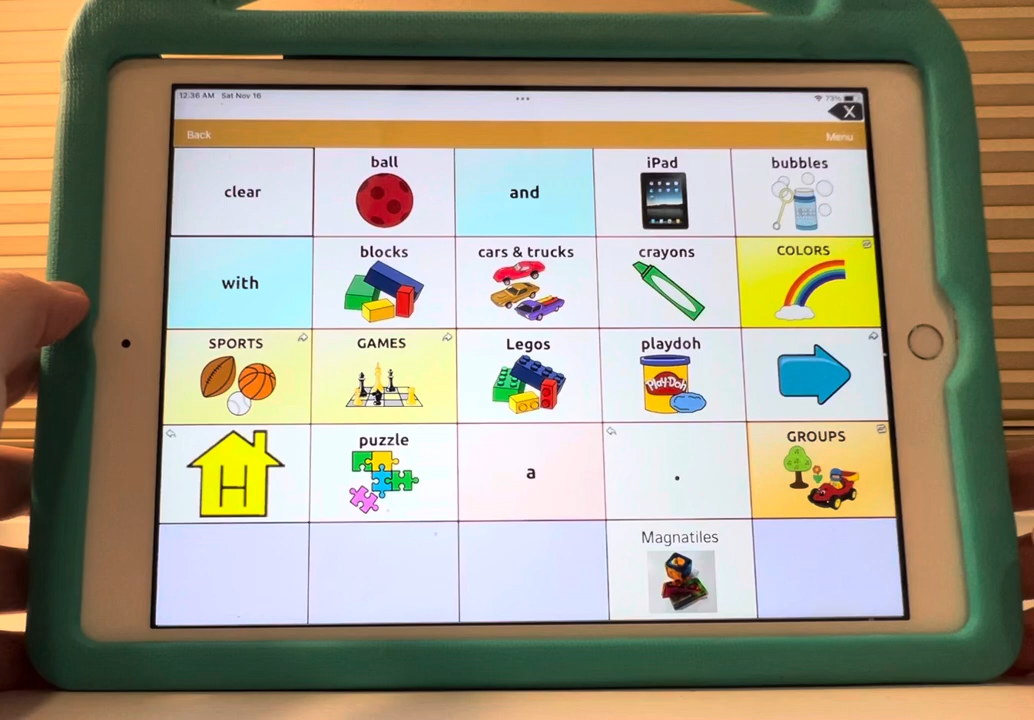 12:36 AM Sat Nov 16
73%
X
Back
Menu
clear
ball
and
iPad
bubbles
with
blocks
cars & trucks
crayons
COLORS
SPORTS
GAMES
Legos
playdoh
Play-Doh
H
puzzle
a
.
GROUPS
Magnatiles